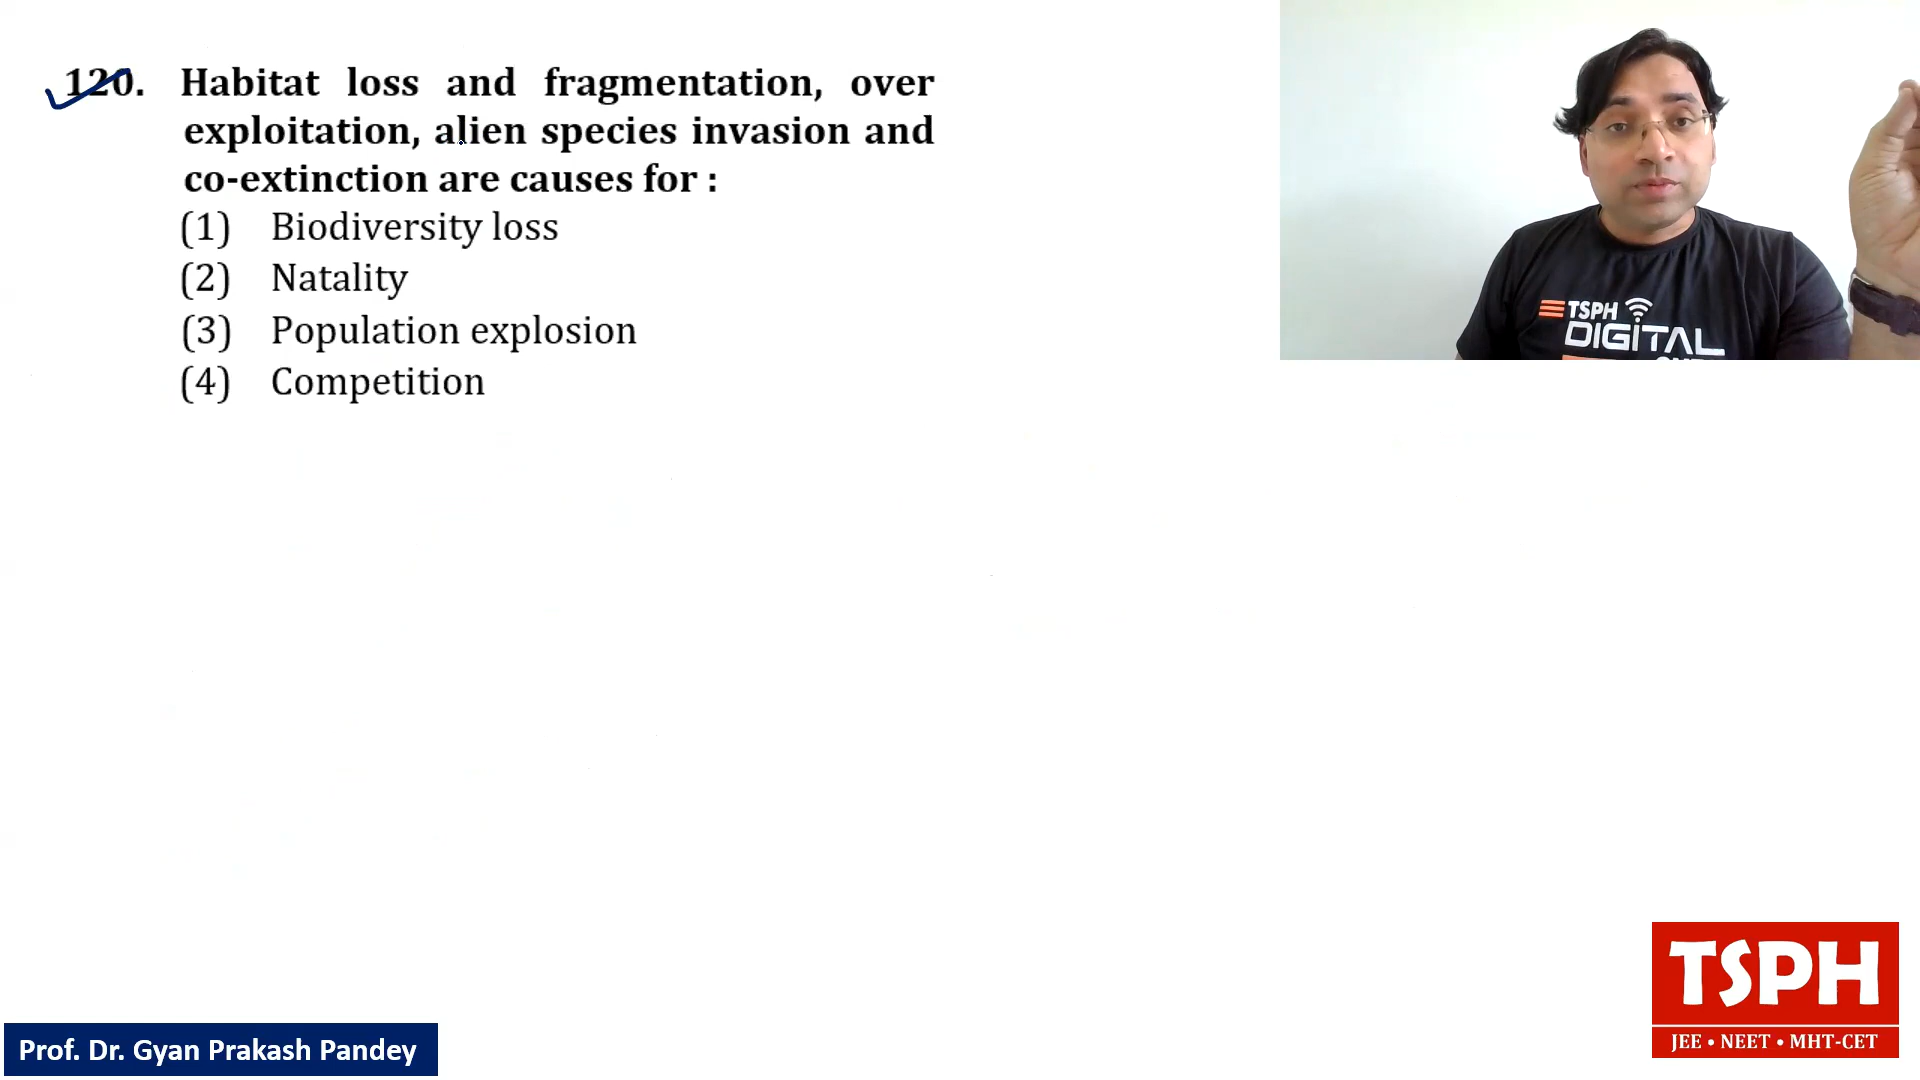 120. Habitat loss and fragmentation, over
exploitation, alien species invasion and
co-extinction are causes for :
(1) Biodiversity loss
(2) Natality
(3) Population explosion
(4) Competition
TSPH
DIGITAL
TSPH
JEE • NEET • MHT-CET
Prof. Dr. Gyan Prakash Pandey